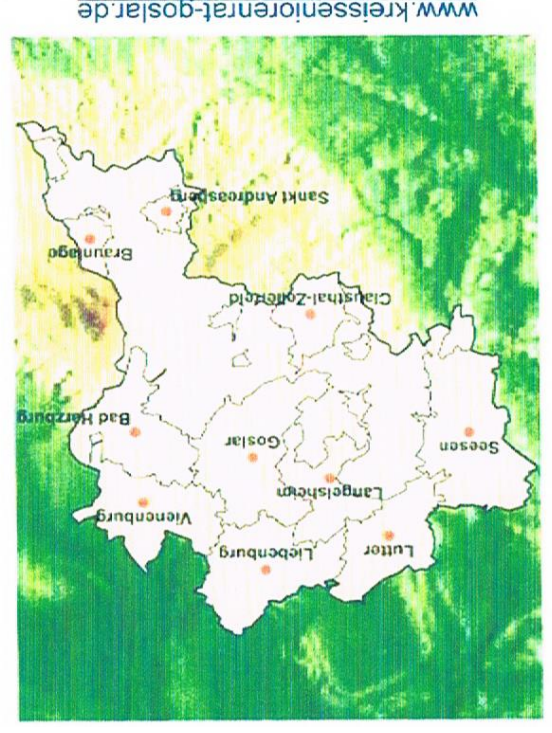 Liebenburg
Lutter
Vienenburg
Langelsheim
Goslar
Seesen
Bad Harzburg
Clausthal-Zellerfeld
Braunlage
Sankt Andreasberg
www.kreisseniorenrat-goslar.de